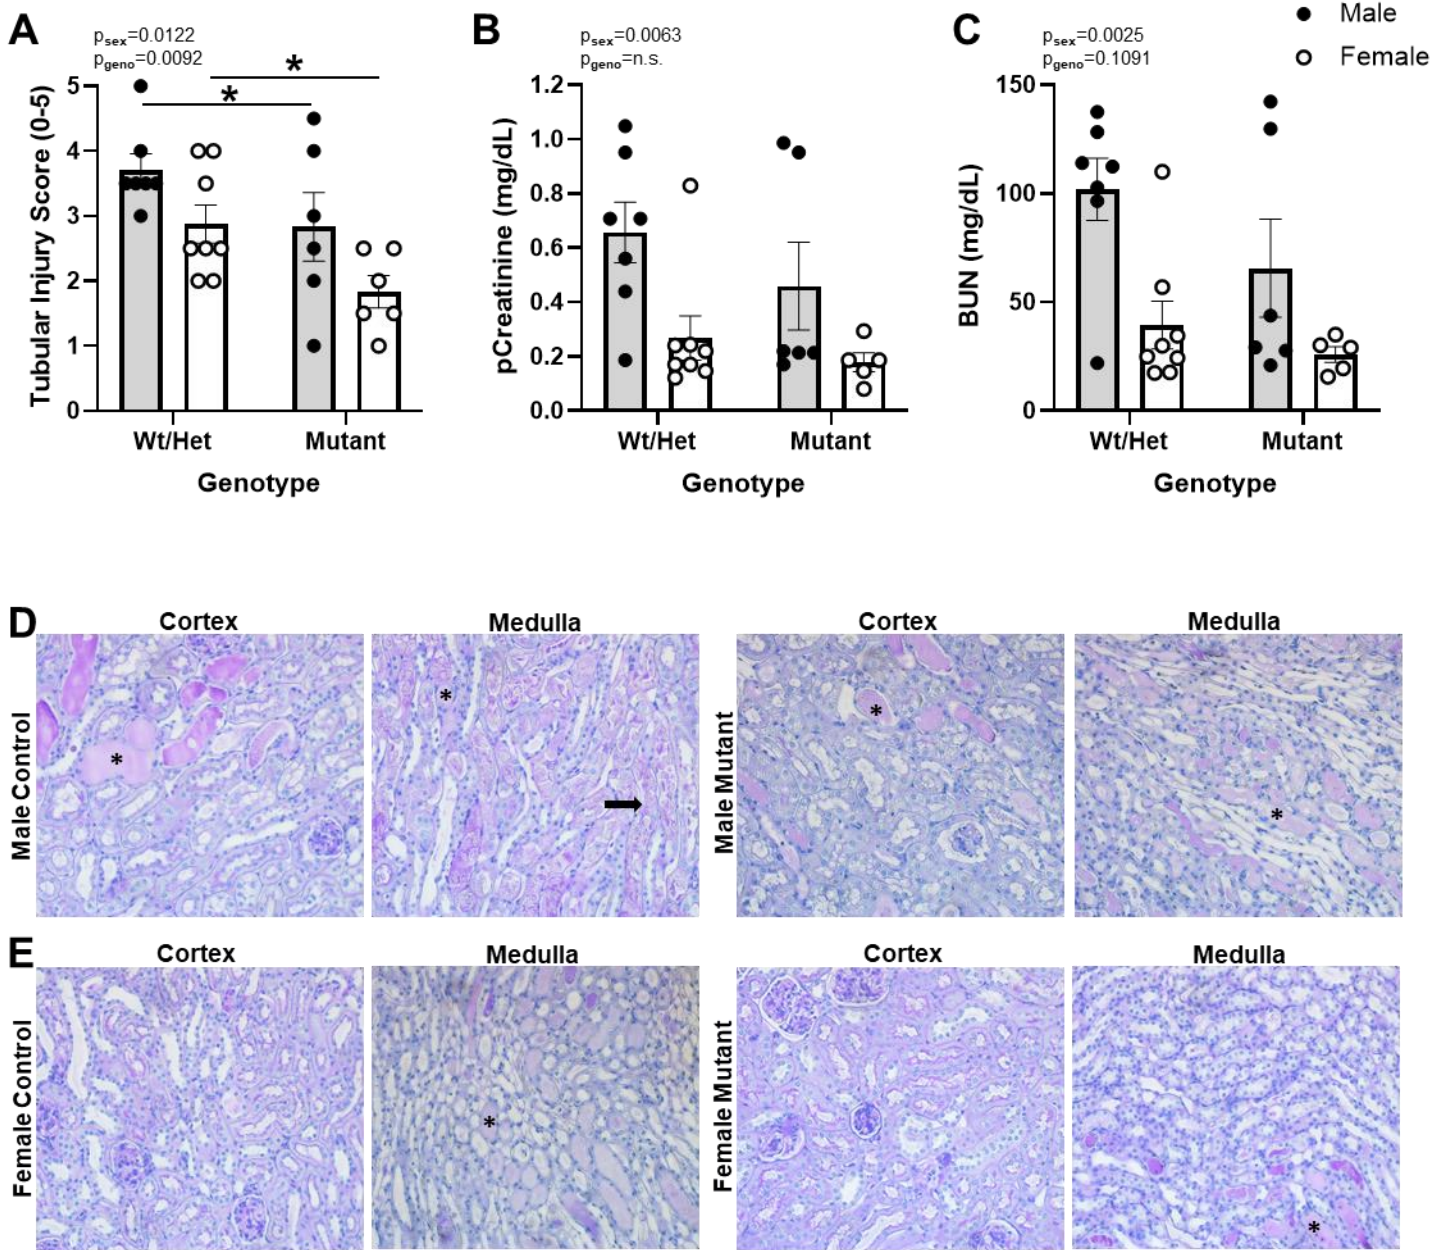 A
p_sex=0.0122
p_geno=0.0092
*
*
Tubular Injury Score (0-5)
5
4
3
2
1
0
Wt/Het
Mutant
Genotype
B
p_sex=0.0063
p_geno=n.s.
pCreatinine (mg/dL)
1.2
1.0
0.8
0.6
0.4
0.2
0.0
Wt/Het
Mutant
Genotype
C
p_sex=0.0025
p_geno=0.1091
Male
Female
BUN (mg/dL)
150
100
50
0
Wt/Het
Mutant
Genotype
D
Cortex
Medulla
Cortex
Medulla
Male Control
*
*
Male Mutant
*
*
E
Cortex
Medulla
Cortex
Medulla
Female Control
*
Female Mutant
*